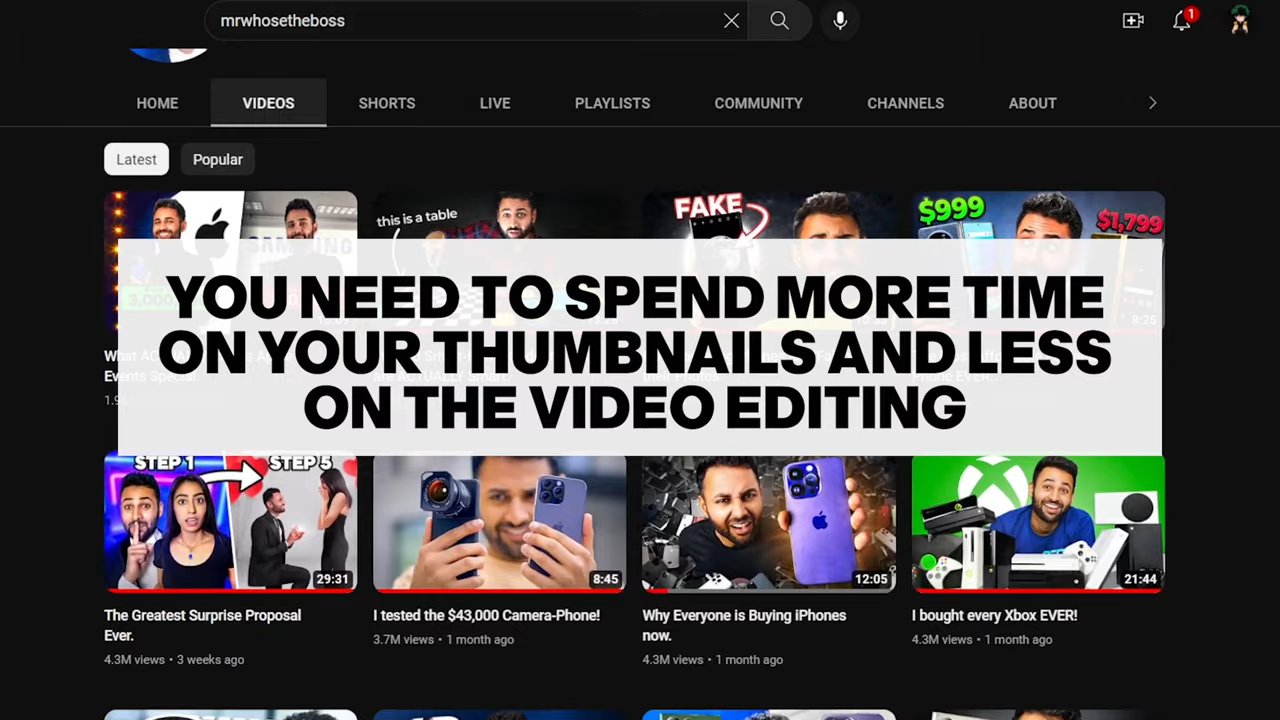 mrwhosetheboss
1
HOME VIDEOS SHORTS LIVE PLAYLISTS COMMUNITY CHANNELS ABOUT
Latest Popular
this is a table
FAKE
$999
$1,799
YOU NEED TO SPEND MORE TIME
ON YOUR THUMBNAILS AND LESS
ON THE VIDEO EDITING
8:25
STEP 1
STEP 5
29:31
8:45
12:05
21:44
The Greatest Surprise Proposal
Ever.
4.3M views • 3 weeks ago
I tested the $43,000 Camera-Phone!
3.7M views • 1 month ago
Why Everyone is Buying iPhones
now.
4.3M views • 1 month ago
I bought every Xbox EVER!
4.3M views • 1 month ago